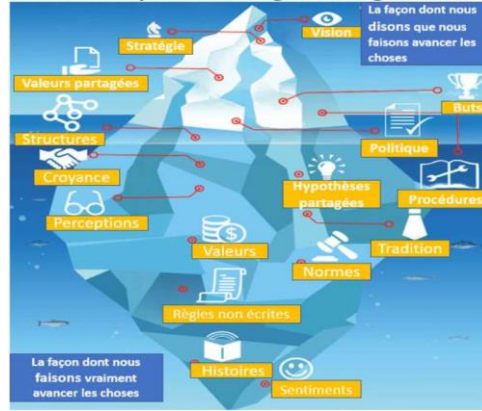 La façon dont nous
disons que nous
faisons avancer les
choses
Vision
Stratégie
Valeurs partagées
Buts
Structures
Politique
Croyance
Hypothèses
partagées
Procédures
Perceptions
Valeurs
Tradition
Normes
Règles non écrites
La façon dont nous
faisons vraiment
avancer les choses
Histoires
Sentiments